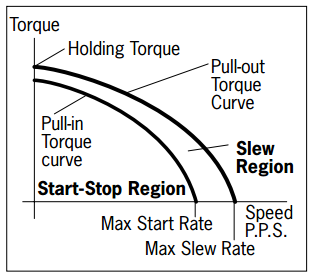 Torque
Holding Torque
Pull-out
Torque
Curve
Pull-in
Torque
curve
Slew
Region
Start-Stop Region
Max Start Rate
Speed
P.P.S.
Max Slew Rate